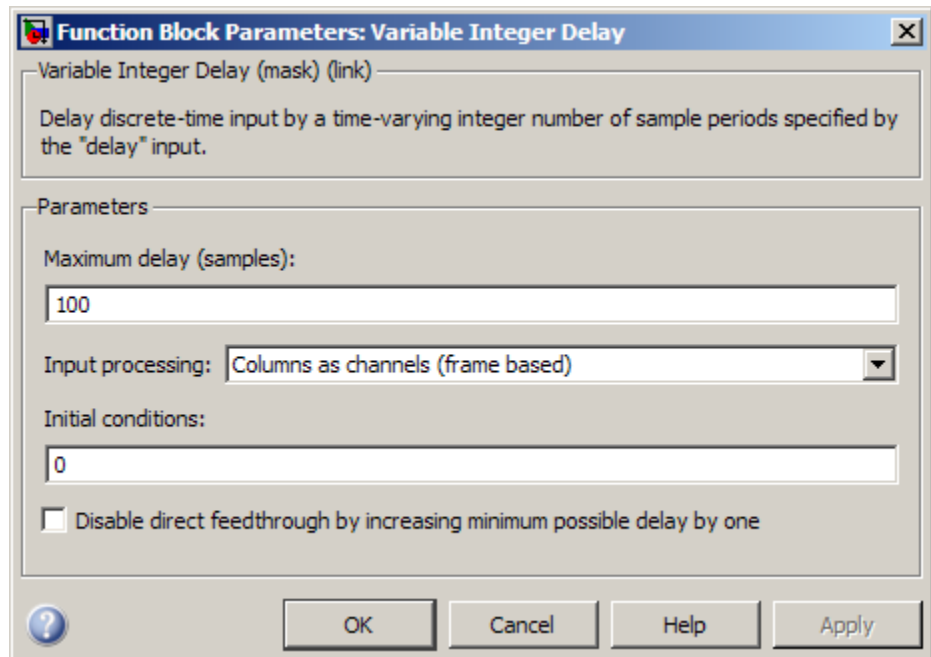 Function Block Parameters: Variable Integer Delay
Variable Integer Delay (mask) (link)
Delay discrete-time input by a time-varying integer number of sample periods specified by
the "delay" input.
Parameters
Maximum delay (samples):
100
Input processing: Columns as channels (frame based)
Initial conditions:
0
Disable direct feedthrough by increasing minimum possible delay by one
? OK Cancel Help Apply